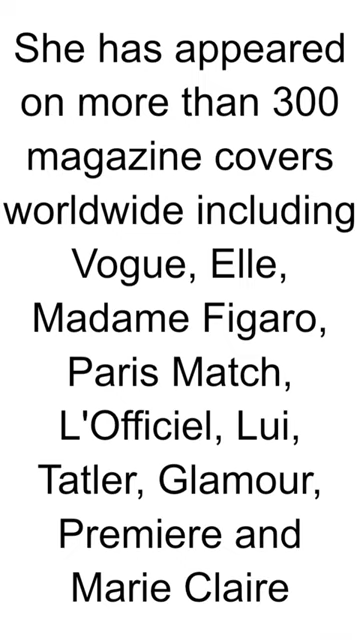 She has appeared
on more than 300
magazine covers
worldwide including
Vogue, Elle,
Madame Figaro,
Paris Match,
L'Officiel, Lui,
Tatler, Glamour,
Premiere and
Marie Claire